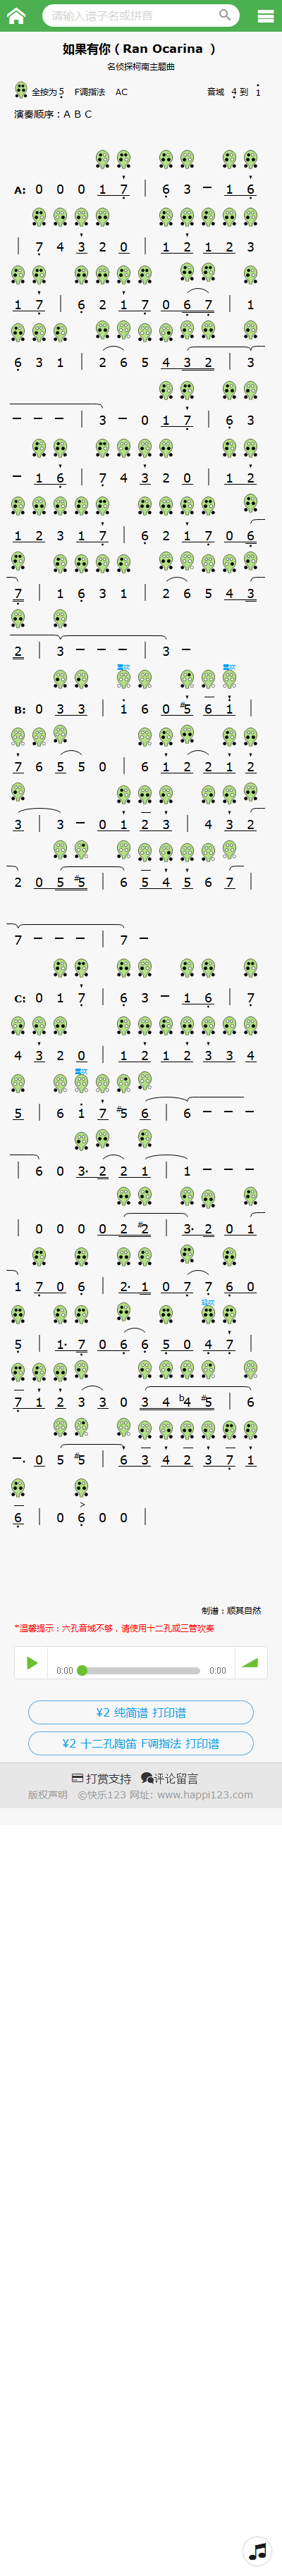 请输入谱子名或拼音
如果有你（Ran Ocarina ）
名侦探柯南主题曲
全按为5 F调指法 AC 音域 4 到 1
演奏顺序：A B C
A: 0 0 0 1 7 | 6 3 – 1 6
| 7 4 3 2 0 | 1 2 1 2 3
1 7 | 6 2 1 7 0 6 7 | 1
6 3 1 | 2 6 5 4 3 2 | 3
– – – | 3 – 0 1 7 | 6 3
– 1 6 | 7 4 3 2 0 | 1 2
1 2 3 1 7 | 6 2 1 7 0 6
7 | 1 6 3 1 | 2 6 5 4 3
2 | 3 – – – | 3 –
重吹 重吹
B: 0 3 3 | 1 6 0 #5 6 1
7 6 5 5 0 | 6 1 2 2 1 2
3 | 3 – 0 1 2 3 | 4 3 2
2 0 5 #5 | 6 5 4 5 6 7 |
7 – – – | 7 –
C: 0 1 7 | 6 3 – 1 6 | 7
4 3 2 0 | 1 2 1 2 3 3 4
重吹
5 | 6 1 7 #5 6 | 6 – – –
| 6 0 3· 2 2 1 | 1 – – –
| 0 0 0 0 2 #2 | 3· 2 0 1
1 7 0 6 | 2· 1 0 7 7 6 0
轻吹
5 | 1· 7 0 6 6 5 0 4 7 |
7 1 2 3 3 0 3 4 b4 #5 | 6
–· 0 5 #5 | 6 3 4 2 3 7 1
6 | 0 6 0 0 |
制谱：顺其自然
*温馨提示：六孔音域不够，请使用十二孔或三管吹奏
0:00 0:00
¥2 纯简谱 打印谱
¥2 十二孔陶笛 F调指法 打印谱
打赏支持 评论留言
版权声明 ©快乐123 网址: www.happi123.com